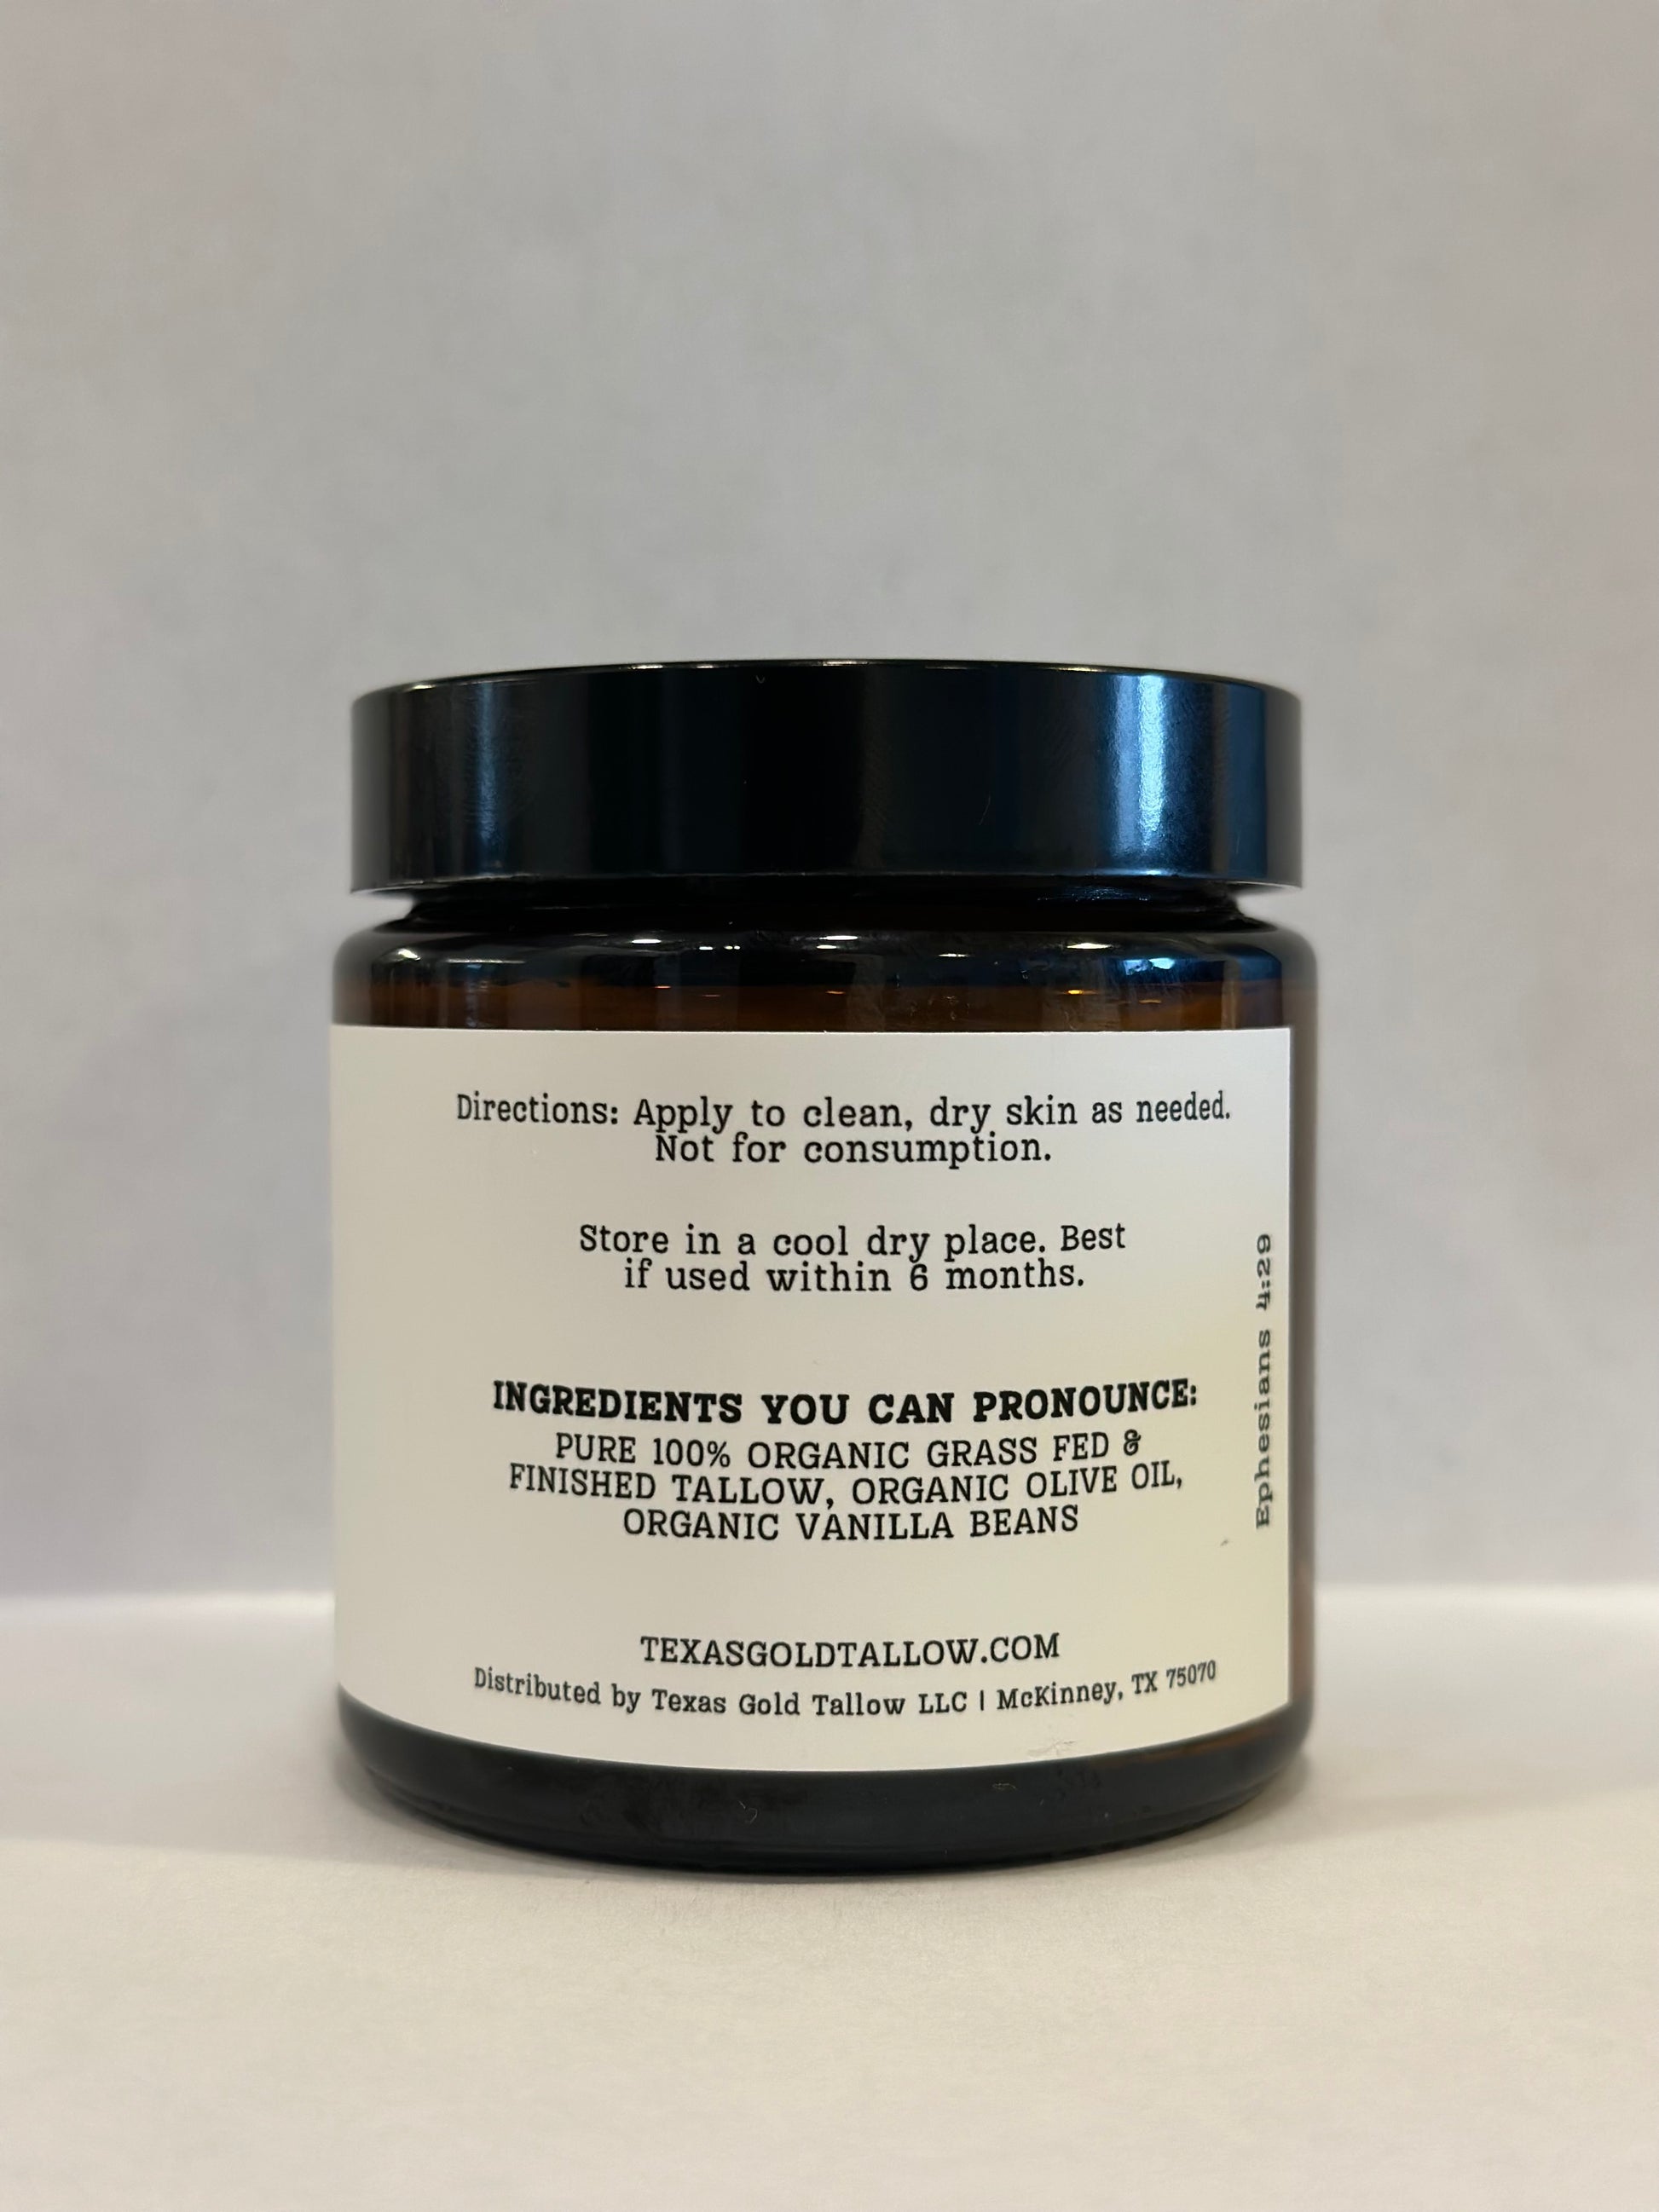 Directions: Apply to clean, dry skin as needed.
Not for consumption.
Store in a cool dry place. Best
if used within 6 months.
INGREDIENTS YOU CAN PRONOUNCE:
PURE 100% ORGANIC GRASS FED &
FINISHED TALLOW, ORGANIC OLIVE OIL,
ORGANIC VANILLA BEANS
TEXASGOLDTALLOW.COM
Distributed by Texas Gold Tallow LLC | McKinney, TX 75070
Ephesians 4:29